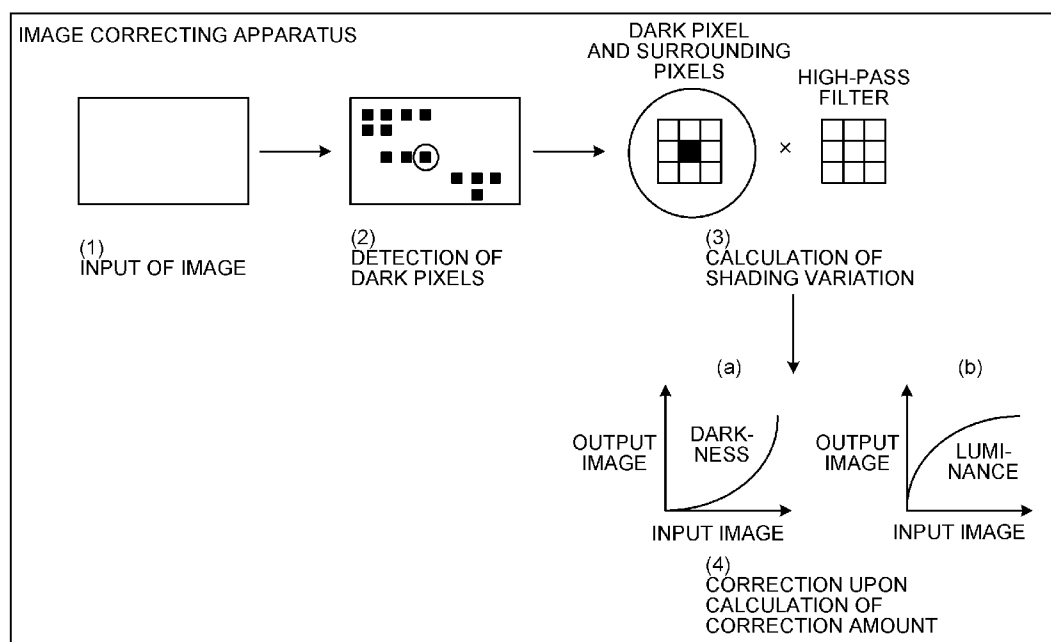 IMAGE CORRECTING APPARATUS
DARK PIXEL
AND SURROUNDING
PIXELS
HIGH-PASS
FILTER
×
(1)
INPUT OF IMAGE
(2)
DETECTION OF
DARK PIXELS
(3)
CALCULATION OF
SHADING VARIATION
(a)
OUTPUT
IMAGE
DARK-
NESS
INPUT IMAGE
(b)
OUTPUT
IMAGE
LUMI-
NANCE
INPUT IMAGE
(4)
CORRECTION UPON
CALCULATION OF
CORRECTION AMOUNT